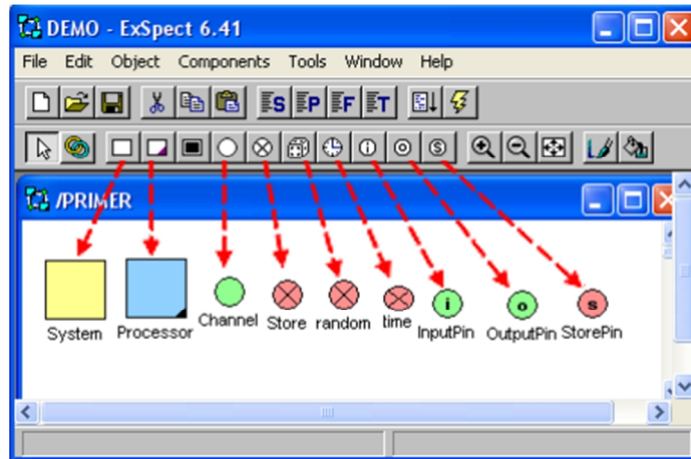 DEMO - ExSpect 6.41
File Edit Object Components Tools Window Help
S P F T
i S
/PRIMER
i o s
System Processor Channel Store random time InputPin OutputPin StorePin